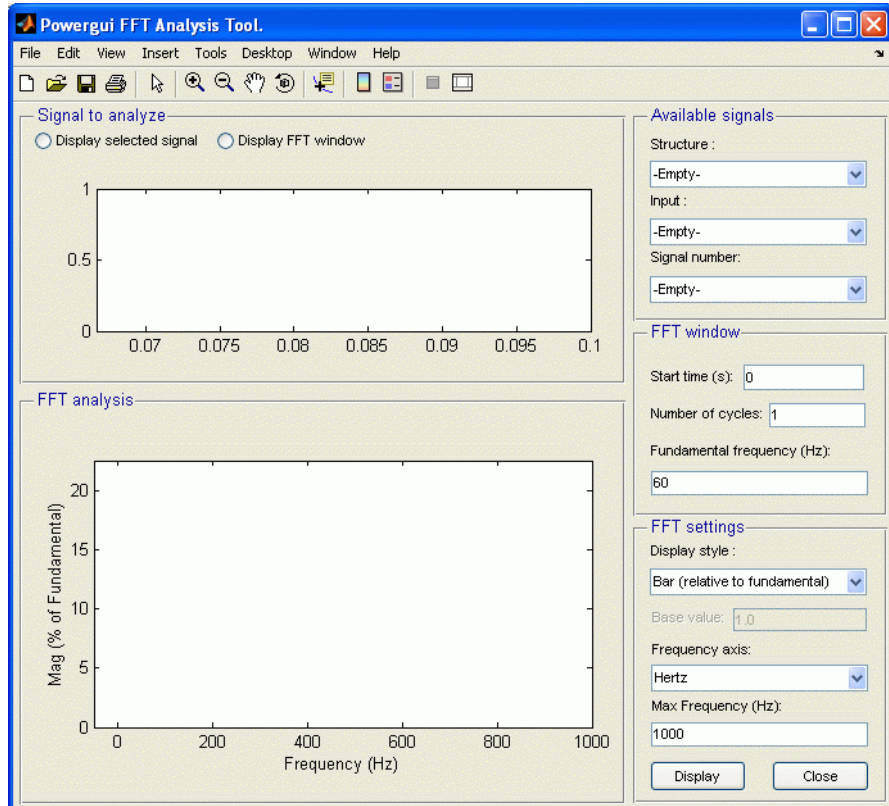 Powergui FFT Analysis Tool.
File Edit View Insert Tools Desktop Window Help
Signal to analyze
Display selected signal Display FFT window
1
0.5
0
0.07 0.075 0.08 0.085 0.09 0.095 0.1
FFT analysis
Mag (% of Fundamental)
20
15
10
5
0
0 200 400 600 800 1000
Frequency (Hz)
Available signals
Structure :
-Empty-
Input :
-Empty-
Signal number:
-Empty-
FFT window
Start time (s): 0
Number of cycles: 1
Fundamental frequency (Hz):
60
FFT settings
Display style :
Bar (relative to fundamental)
Base value: 1.0
Frequency axis:
Hertz
Max Frequency (Hz):
1000
Display Close